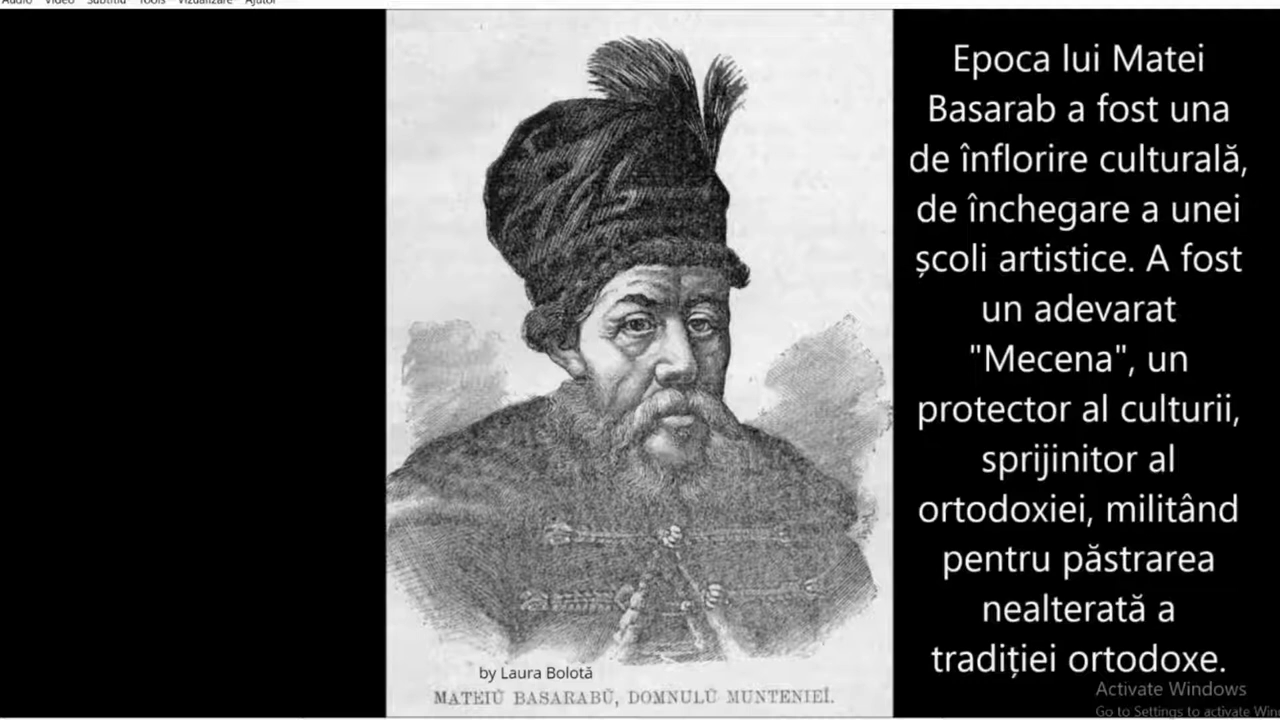 Audio Video Subtitlu Tools Vizualizare Ajutor
Epoca lui Matei
Basarab a fost una
de înflorire culturală,
de închegare a unei
școli artistice. A fost
un adevarat
"Mecena", un
protector al culturii,
sprijinitor al
ortodoxiei, militând
pentru păstrarea
nealterată a
tradiției ortodoxe.
by Laura Bolotă
MATEIŬ BASARABŬ, DOMNULŬ MUNTENIEĬ.
Activate Windows
Go to Settings to activate Win